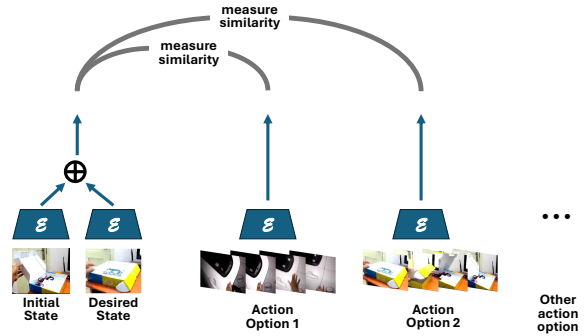 measure
similarity
measure
similarity
ℰ
ℰ
ℰ
ℰ
...
Initial
State
Desired
State
Action
Option 1
Action
Option 2
Other
action
option